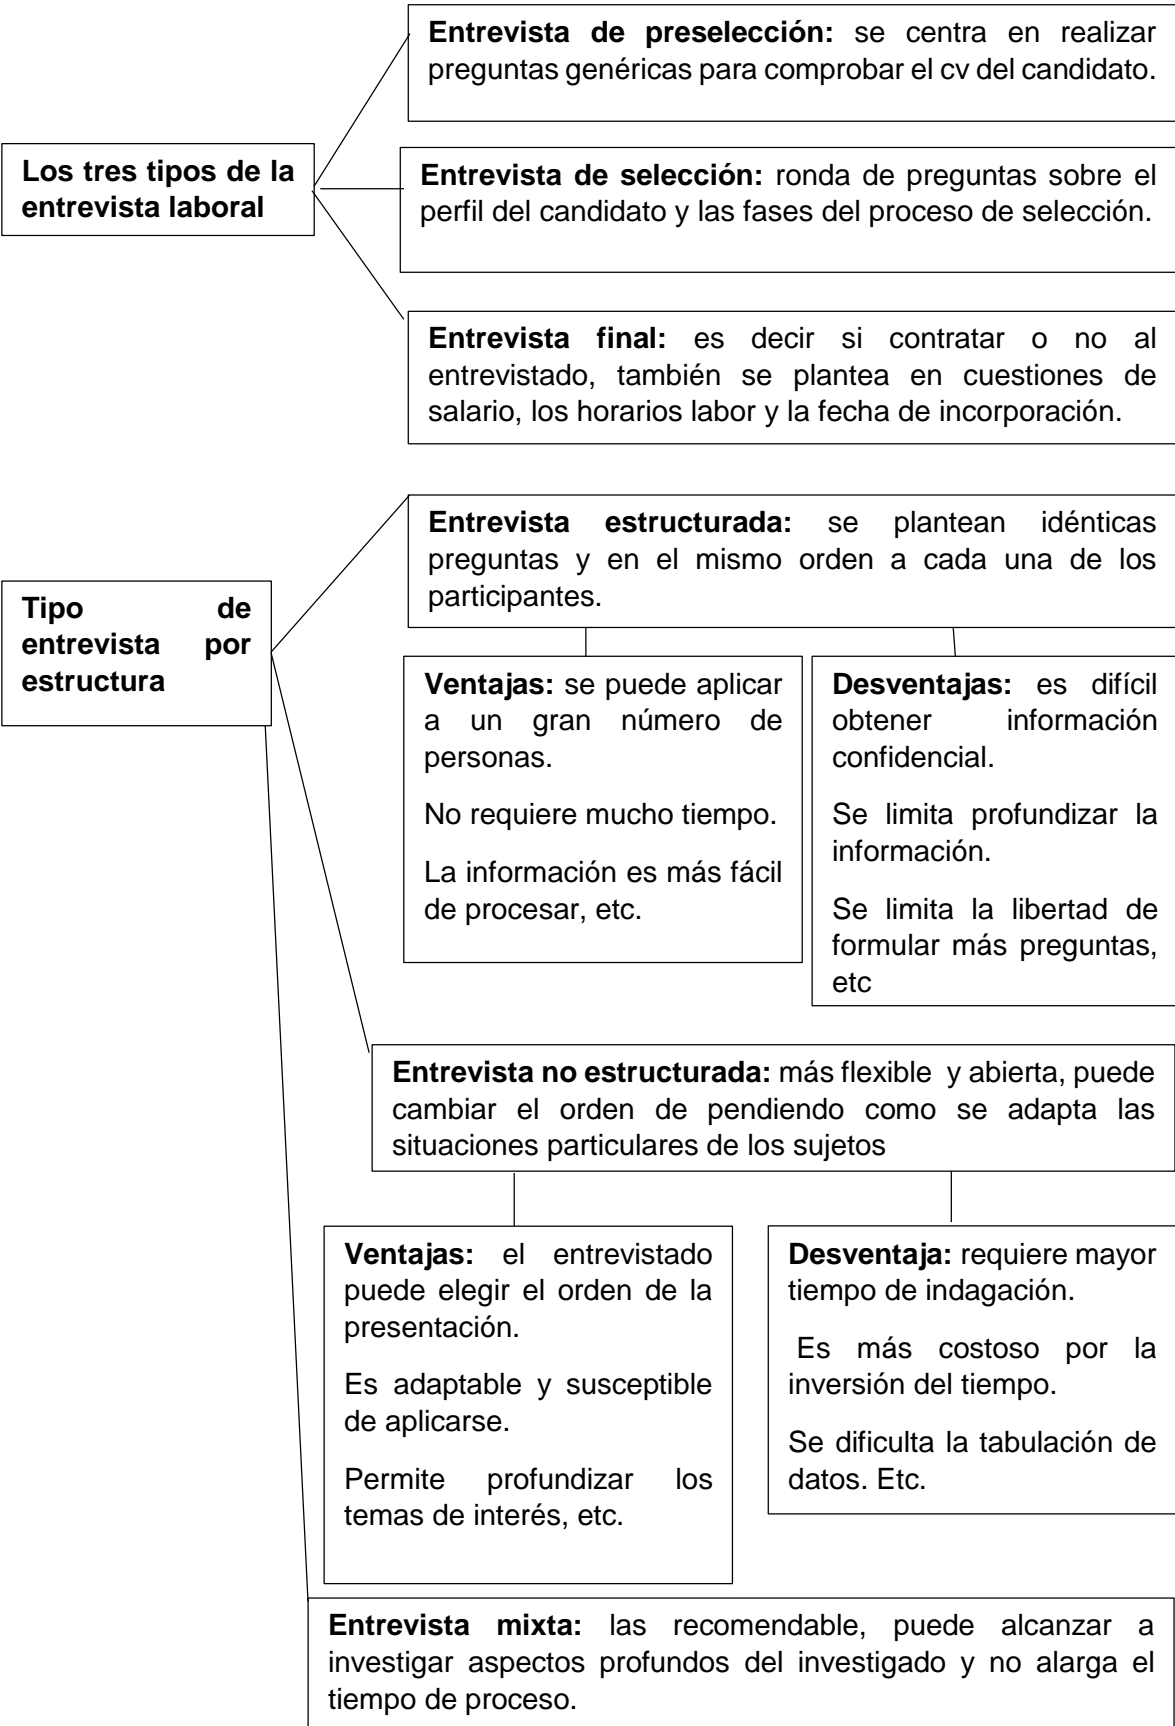 Entrevista de preselección: se centra en realizar
preguntas genéricas para comprobar el cv del candidato.
Los tres tipos de la
entrevista laboral
Entrevista de selección: ronda de preguntas sobre el
perfil del candidato y las fases del proceso de selección.
Entrevista final: es decir si contratar o no al
entrevistado, también se plantea en cuestiones de
salario, los horarios labor y la fecha de incorporación.
Tipo de
entrevista por
estructura
Entrevista estructurada: se plantean idénticas
preguntas y en el mismo orden a cada una de los
participantes.
Ventajas: se puede aplicar
a un gran número de
personas.
No requiere mucho tiempo.
La información es más fácil
de procesar, etc.
Desventajas: es difícil
obtener información
confidencial.
Se limita profundizar la
información.
Se limita la libertad de
formular más preguntas,
etc
Entrevista no estructurada: más flexible y abierta, puede
cambiar el orden de pendiendo como se adapta las
situaciones particulares de los sujetos
Ventajas: el entrevistado
puede elegir el orden de la
presentación.
Es adaptable y susceptible
de aplicarse.
Permite profundizar los
temas de interés, etc.
Desventaja: requiere mayor
tiempo de indagación.
Es más costoso por la
inversión del tiempo.
Se dificulta la tabulación de
datos. Etc.
Entrevista mixta: las recomendable, puede alcanzar a
investigar aspectos profundos del investigado y no alarga el
tiempo de proceso.